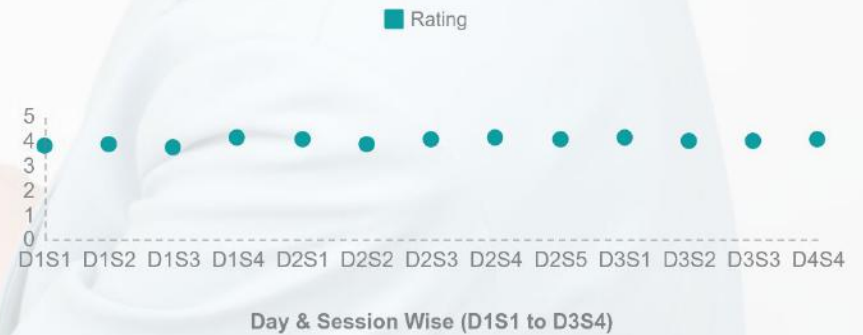 Rating
5
4
3
2
1
0
D1S1 D1S2 D1S3 D1S4 D2S1 D2S2 D2S3 D2S4 D2S5 D3S1 D3S2 D3S3 D4S4
Day & Session Wise (D1S1 to D3S4)